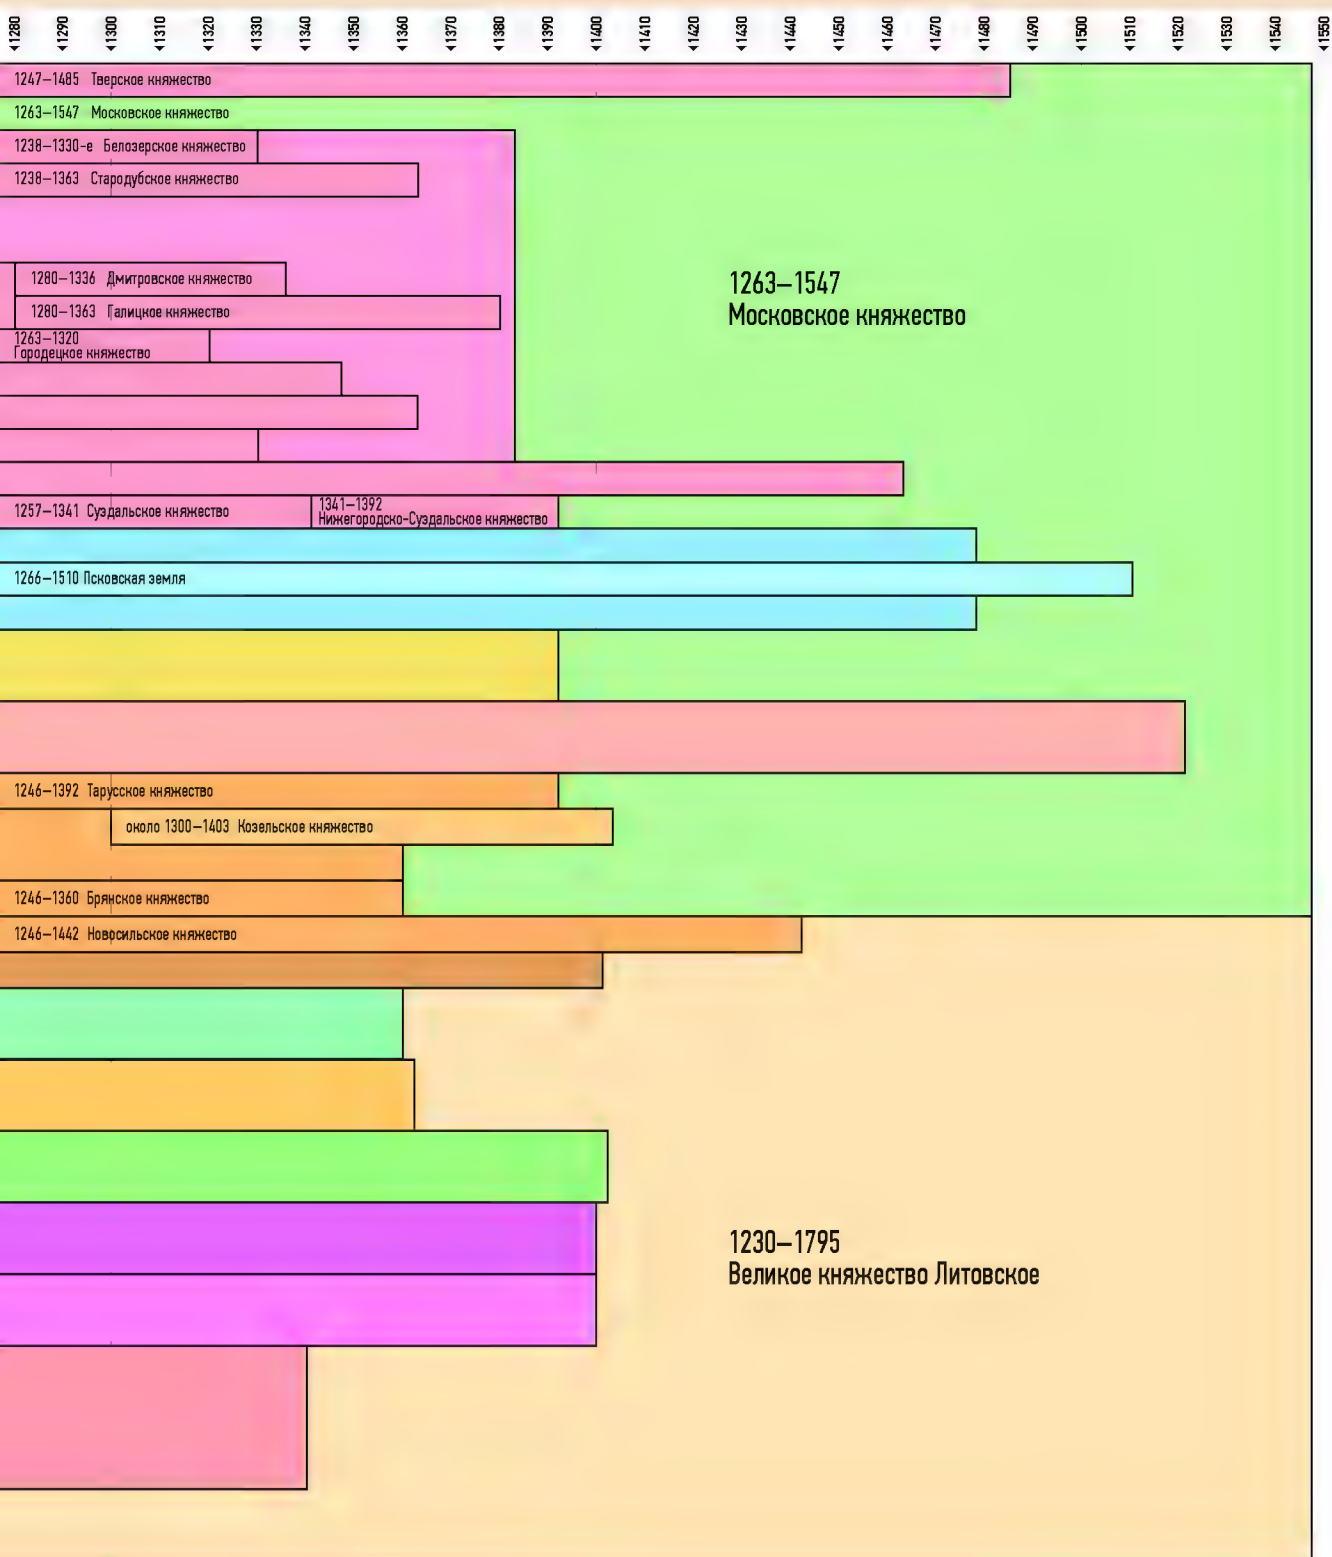 1280 1290 1300 1310 1320 1330 1340 1350 1360 1370 1380 1390 1400 1410 1420 1430 1440 1450 1460 1470 1480 1490 1500 1510 1520 1530 1540 1550
1247–1485 Тверское княжество
1263–1547 Московское княжество
1238–1330-е Белозерское княжество
1238–1363 Стародубское княжество
1280–1336 Дмитровское княжество
1263–1547
1280–1363 Галицкое княжество
Московское княжество
1263–1320
Городецкое княжество
1257–1341 Суздальское княжество
1341–1392
Нижегородско-Суздальское княжество
1266–1510 Псковская земля
1246–1392 Тарусское княжество
около 1300–1403 Козельское княжество
1246–1360 Брянское княжество
1246–1442 Новосильское княжество
1230–1795
Великое княжество Литовское